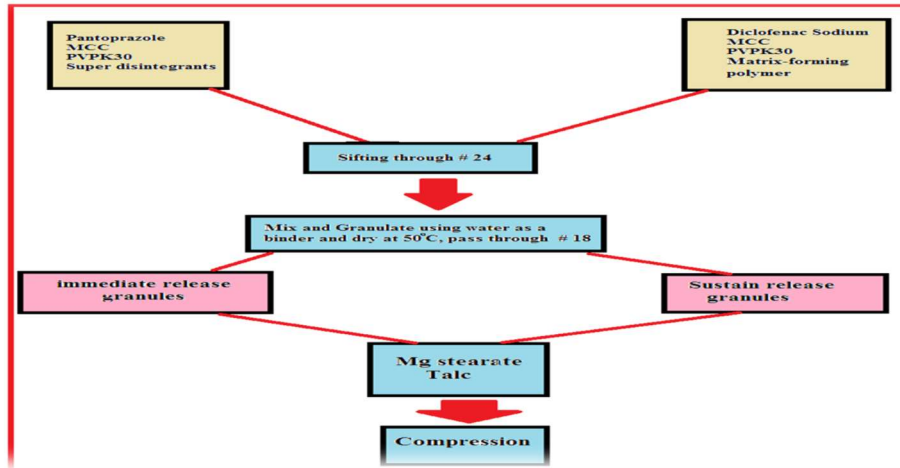 Pantoprazole
MCC
PVPK30
Super disintegrants
Diclofenac Sodium
MCC
PVPK30
Matrix-forming
polymer
Sifting through # 24
Mix and Granulate using water as a
binder and dry at 50°C, pass through # 18
immediate release
granules
Sustain release
granules
Mg stearate
Talc
Compression